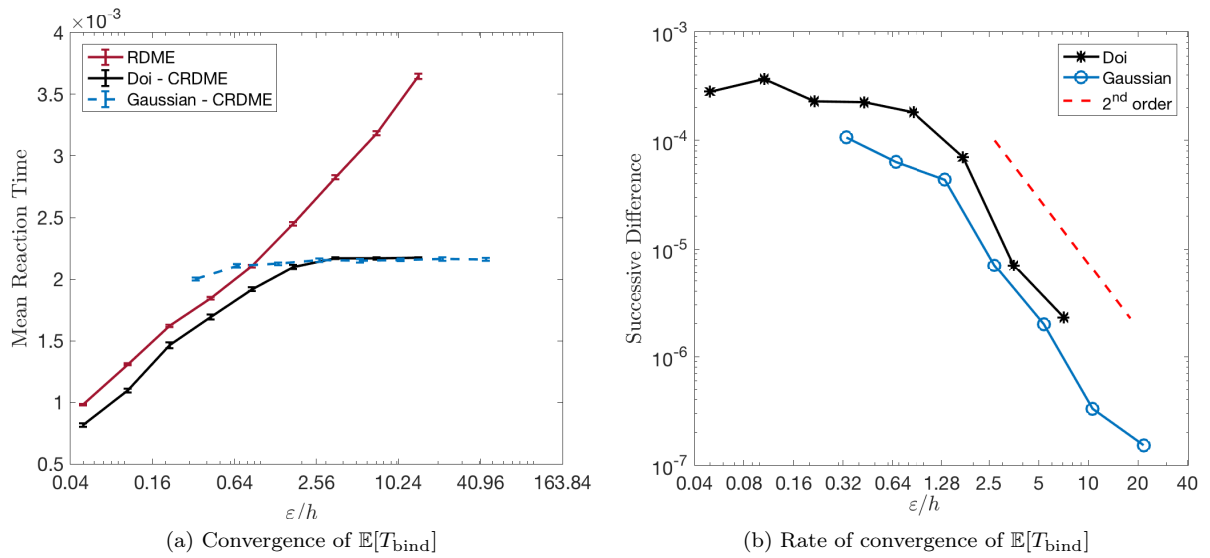 ×10⁻³
4
3.5
3
2.5
2
1.5
1
0.5
Mean Reaction Time
RDME
Doi - CRDME
Gaussian - CRDME
0.04 0.16 0.64 2.56 10.24 40.96 163.84
ε/h
(a) Convergence of 𝔼[T_bind]
10⁻³
10⁻⁴
10⁻⁵
10⁻⁶
10⁻⁷
Successive Difference
Doi
Gaussian
2ⁿᵈ order
0.04 0.08 0.16 0.32 0.64 1.28 2.5 5 10 20 40
ε/h
(b) Rate of convergence of 𝔼[T_bind]